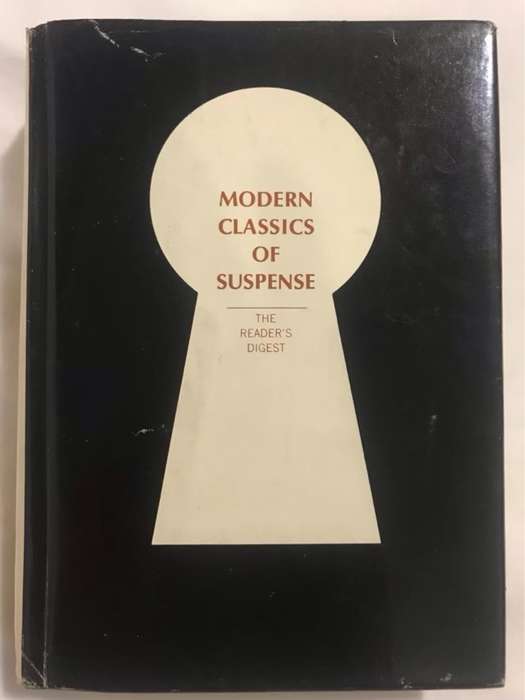 MODERN
CLASSICS
OF
SUSPENSE
THE
READER'S
DIGEST